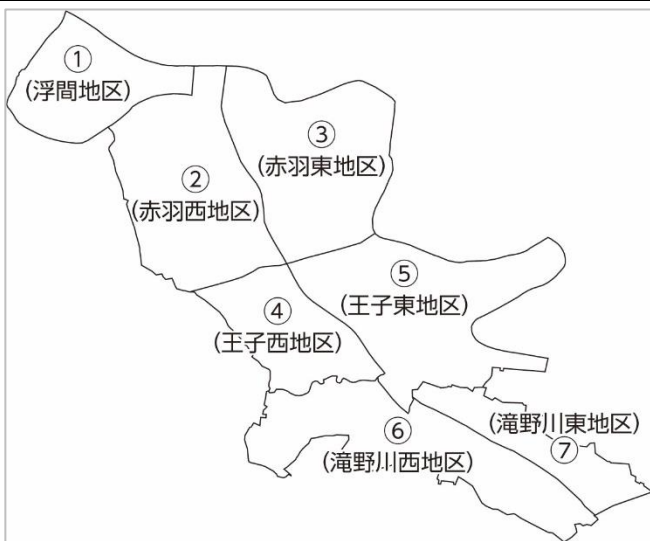 ①
(浮間地区)
③
(赤羽東地区)
②
(赤羽西地区)
⑤
(王子東地区)
④
(王子西地区)
⑥
(滝野川西地区)
(滝野川東地区)
⑦